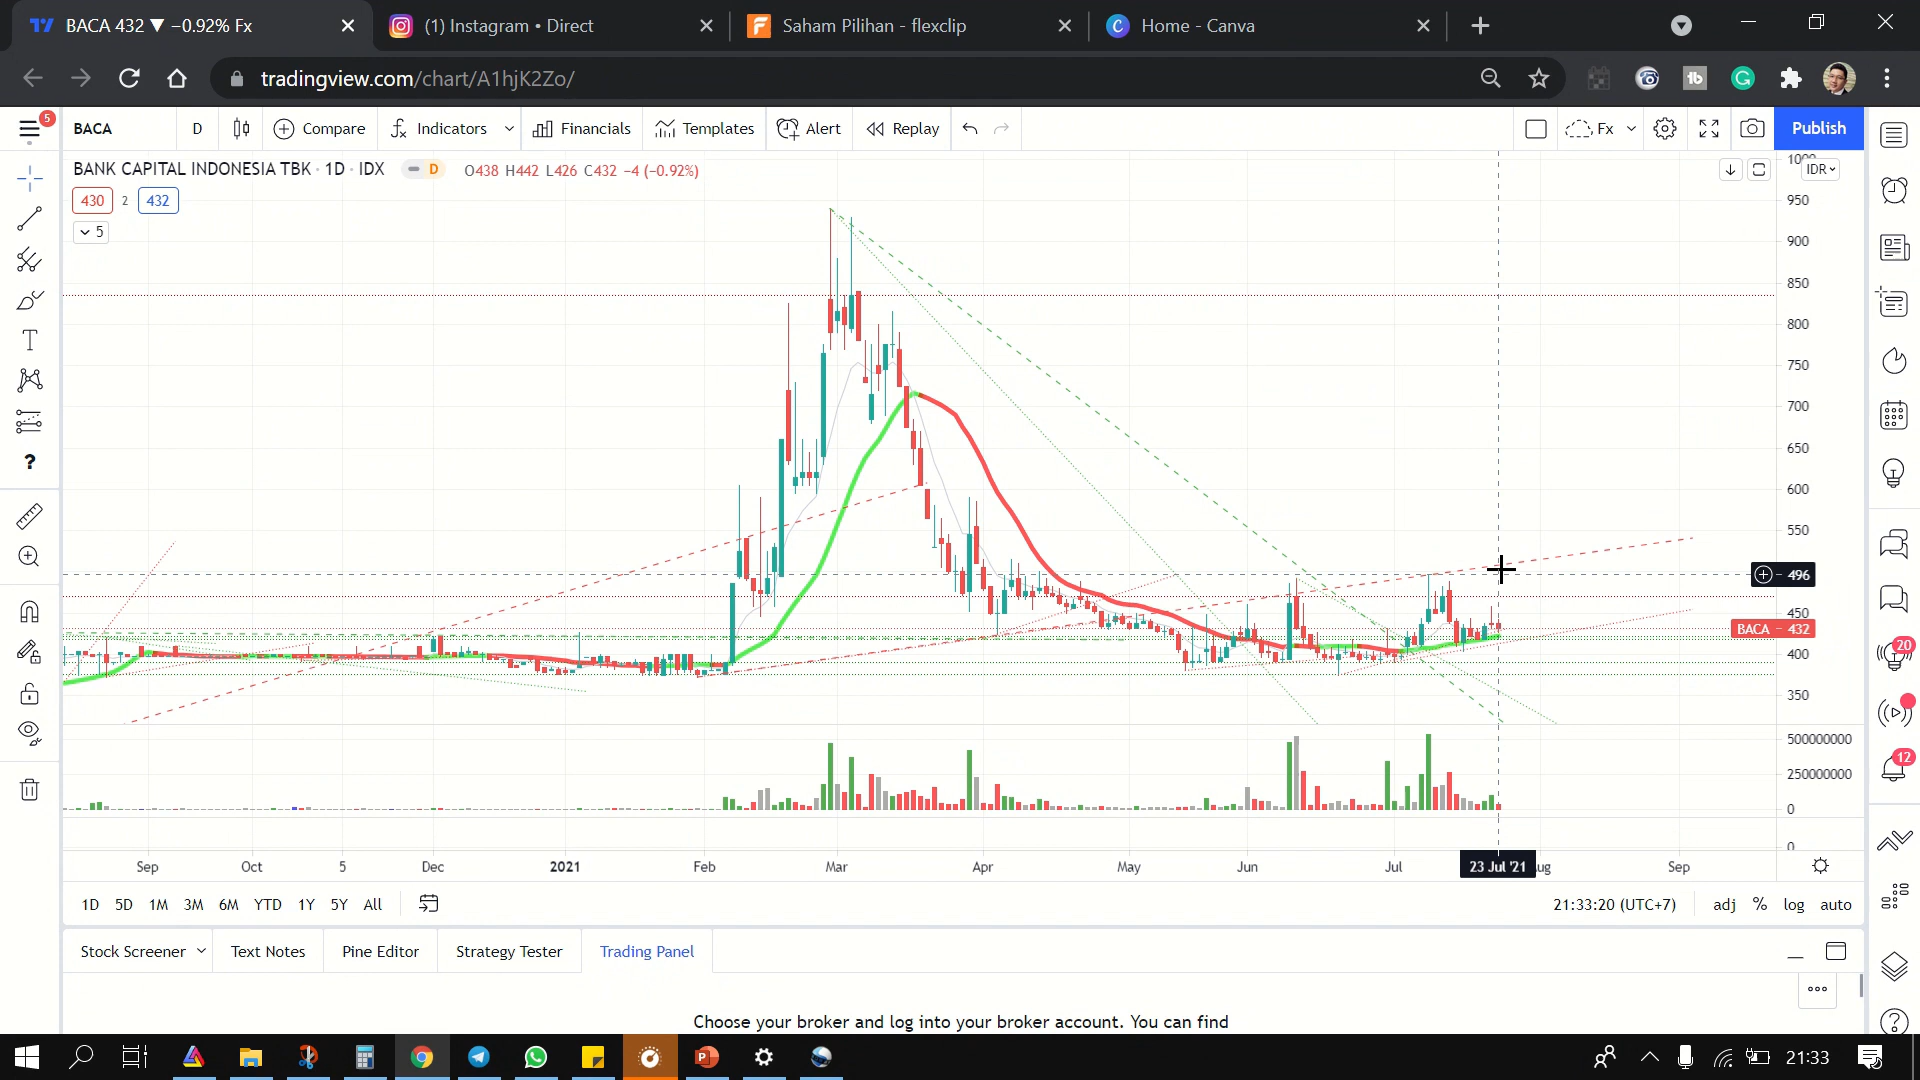 BACA 432 ▼ −0.92% Fx
(1) Instagram • Direct
Saham Pilihan - flexclip
Home - Canva
tradingview.com/chart/A1hjK2Zo/
5
BACA
D
Compare
Indicators
Financials
Templates
Alert
Replay
Fx
Publish
BANK CAPITAL INDONESIA TBK · 1D · IDX
D
O438 H442 L426 C432 −4 (−0.92%)
IDR
430
2
432
5
950
900
850
800
750
700
650
600
550
496
450
BACA
432
400
350
500000000
250000000
0
0
20
12
Sep
Oct
5
Dec
2021
Feb
Mar
Apr
May
Jun
Jul
23 Jul '21
Sep
1D
5D
1M
3M
6M
YTD
1Y
5Y
All
21:33:20 (UTC+7)
adj
%
log
auto
Stock Screener
Text Notes
Pine Editor
Strategy Tester
Trading Panel
Choose your broker and log into your broker account. You can find
21:33